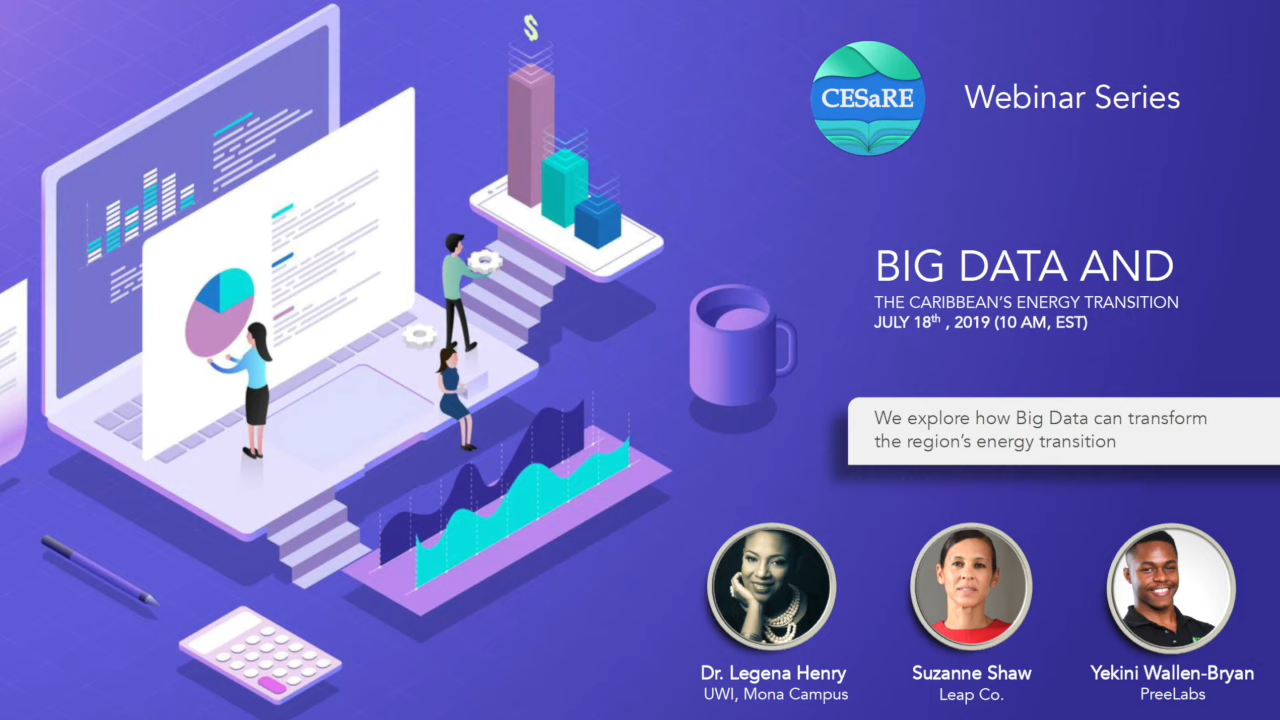 $
CESaRE
Webinar Series
BIG DATA AND
THE CARIBBEAN'S ENERGY TRANSITION
JULY 18th , 2019 (10 AM, EST)
We explore how Big Data can transform
the region's energy transition
Dr. Legena Henry
UWI, Mona Campus
Suzanne Shaw
Leap Co.
Yekini Wallen-Bryan
PreeLabs